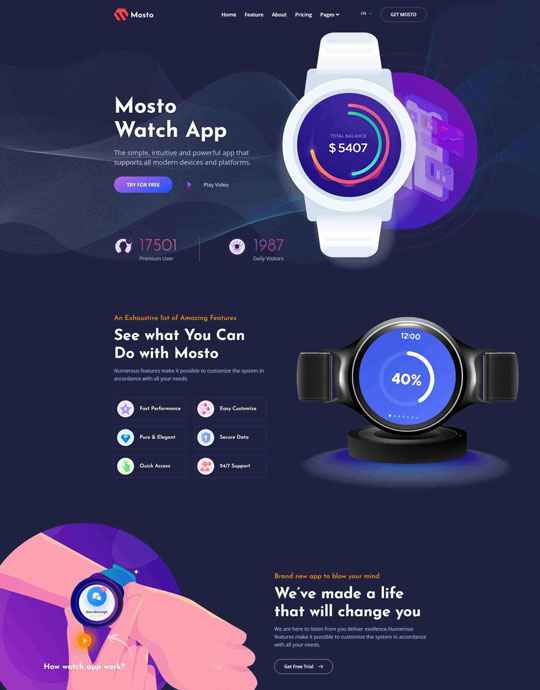 Mosto
Home Feature About Pricing Pages
EN
GET MOSTO
Mosto
Watch App
The simple, intuitive and powerful app that
supports all modern devices and platforms.
TRY FOR FREE
Play Video
TOTAL BALANCE
$ 5407
17501
Premium User
1987
Daily Visitors
An Exhaustive list of Amazing Features
See what You Can
Do with Mosto
Numerous features make it possible to customize the system in
accordance with all your needs.
Fast Performance
Easy Customize
Pure & Elegant
Secure Data
Quick Access
24/7 Support
12:00
40%
How watch app work?
Brand new app to blow your mind
We've made a life
that will change you
We are here to listen from you deliver exellence.Numerous
features make it possible to customize the system in accordance
with all your needs.
Get Free Trial